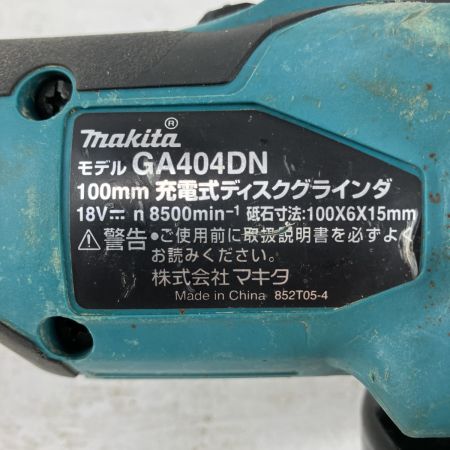 makita®
モデル GA404DN
100mm 充電式ディスクグラインダ
18V⎓ n 8500min⁻¹ 砥石寸法:100X6X15mm
⚠警告 •ご使用前に取扱説明書を必ずよ
お読みください。
株式会社 マキタ
Made in China 852T05-4